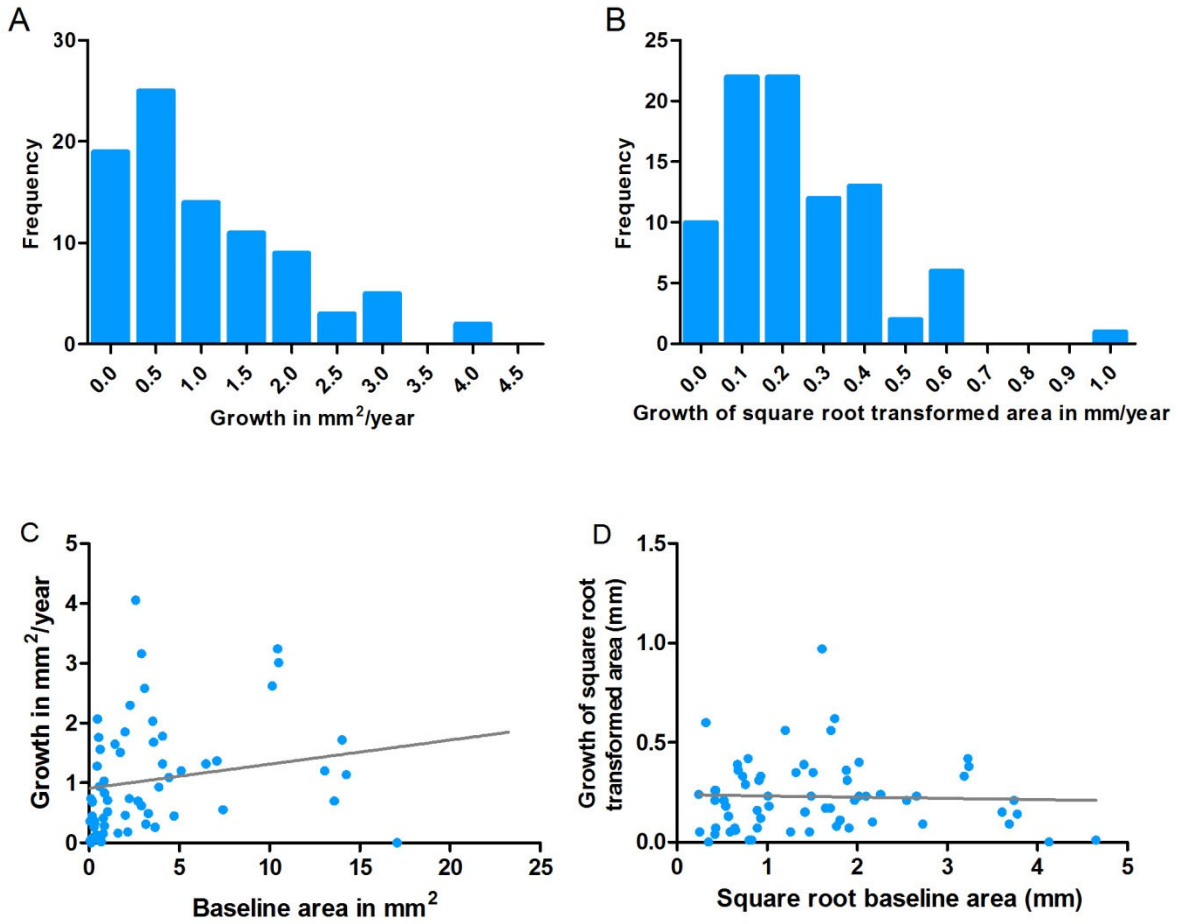 A
30
20
10
0
Frequency
0.0 0.5 1.0 1.5 2.0 2.5 3.0 3.5 4.0 4.5
Growth in mm²/year
B
25
20
15
10
5
0
Frequency
0.0 0.1 0.2 0.3 0.4 0.5 0.6 0.7 0.8 0.9 1.0
Growth of square root transformed area in mm/year
C
5
4
3
2
1
0
Growth in mm²/year
0 5 10 15 20 25
Baseline area in mm²
D
1.5
1.0
0.5
0.0
Growth of square root
transformed area (mm)
0 1 2 3 4 5
Square root baseline area (mm)